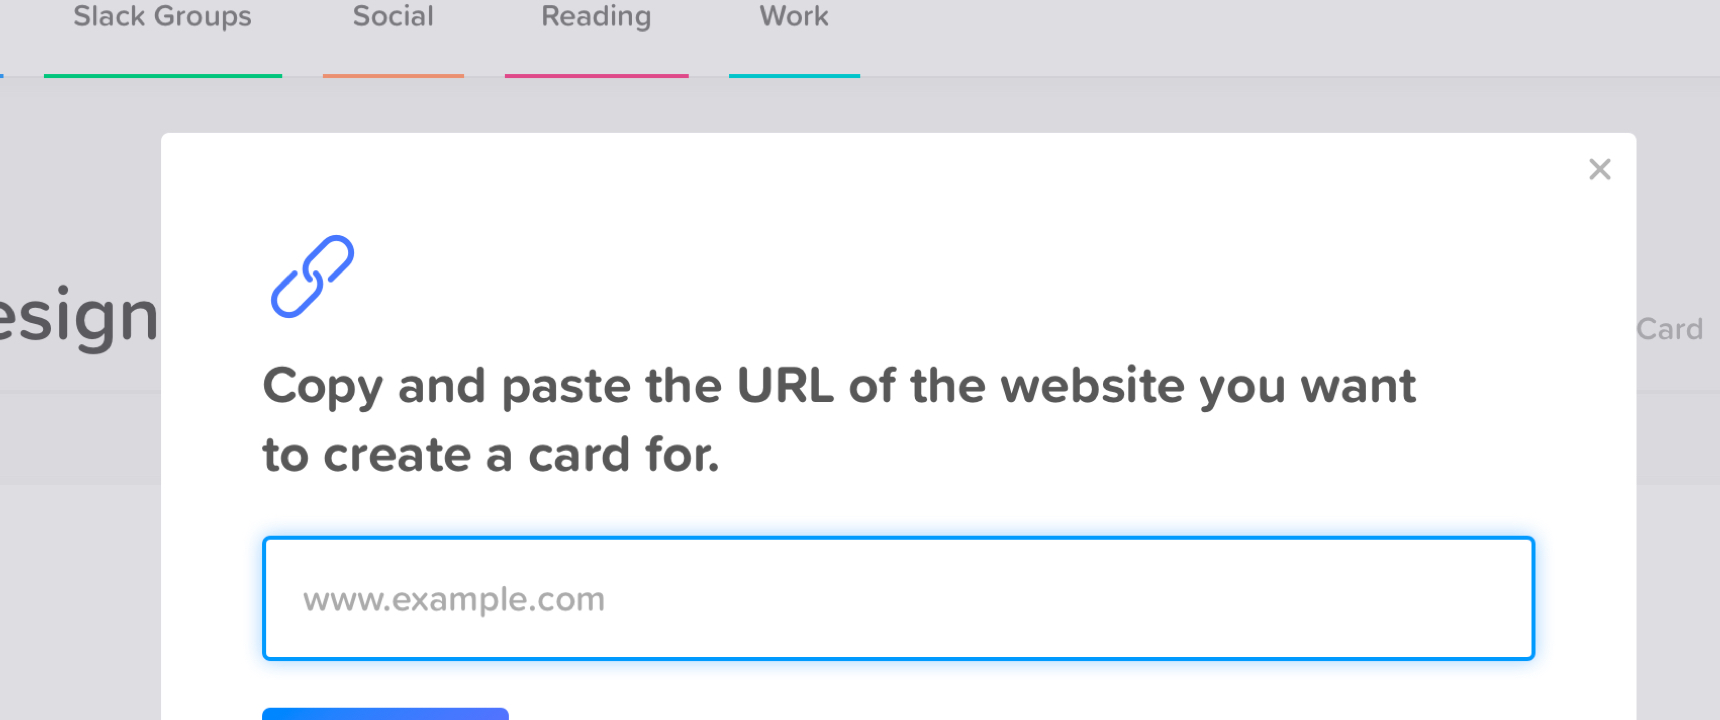 Slack Groups Social Reading Work
esign
Card
Copy and paste the URL of the website you want
to create a card for.
www.example.com